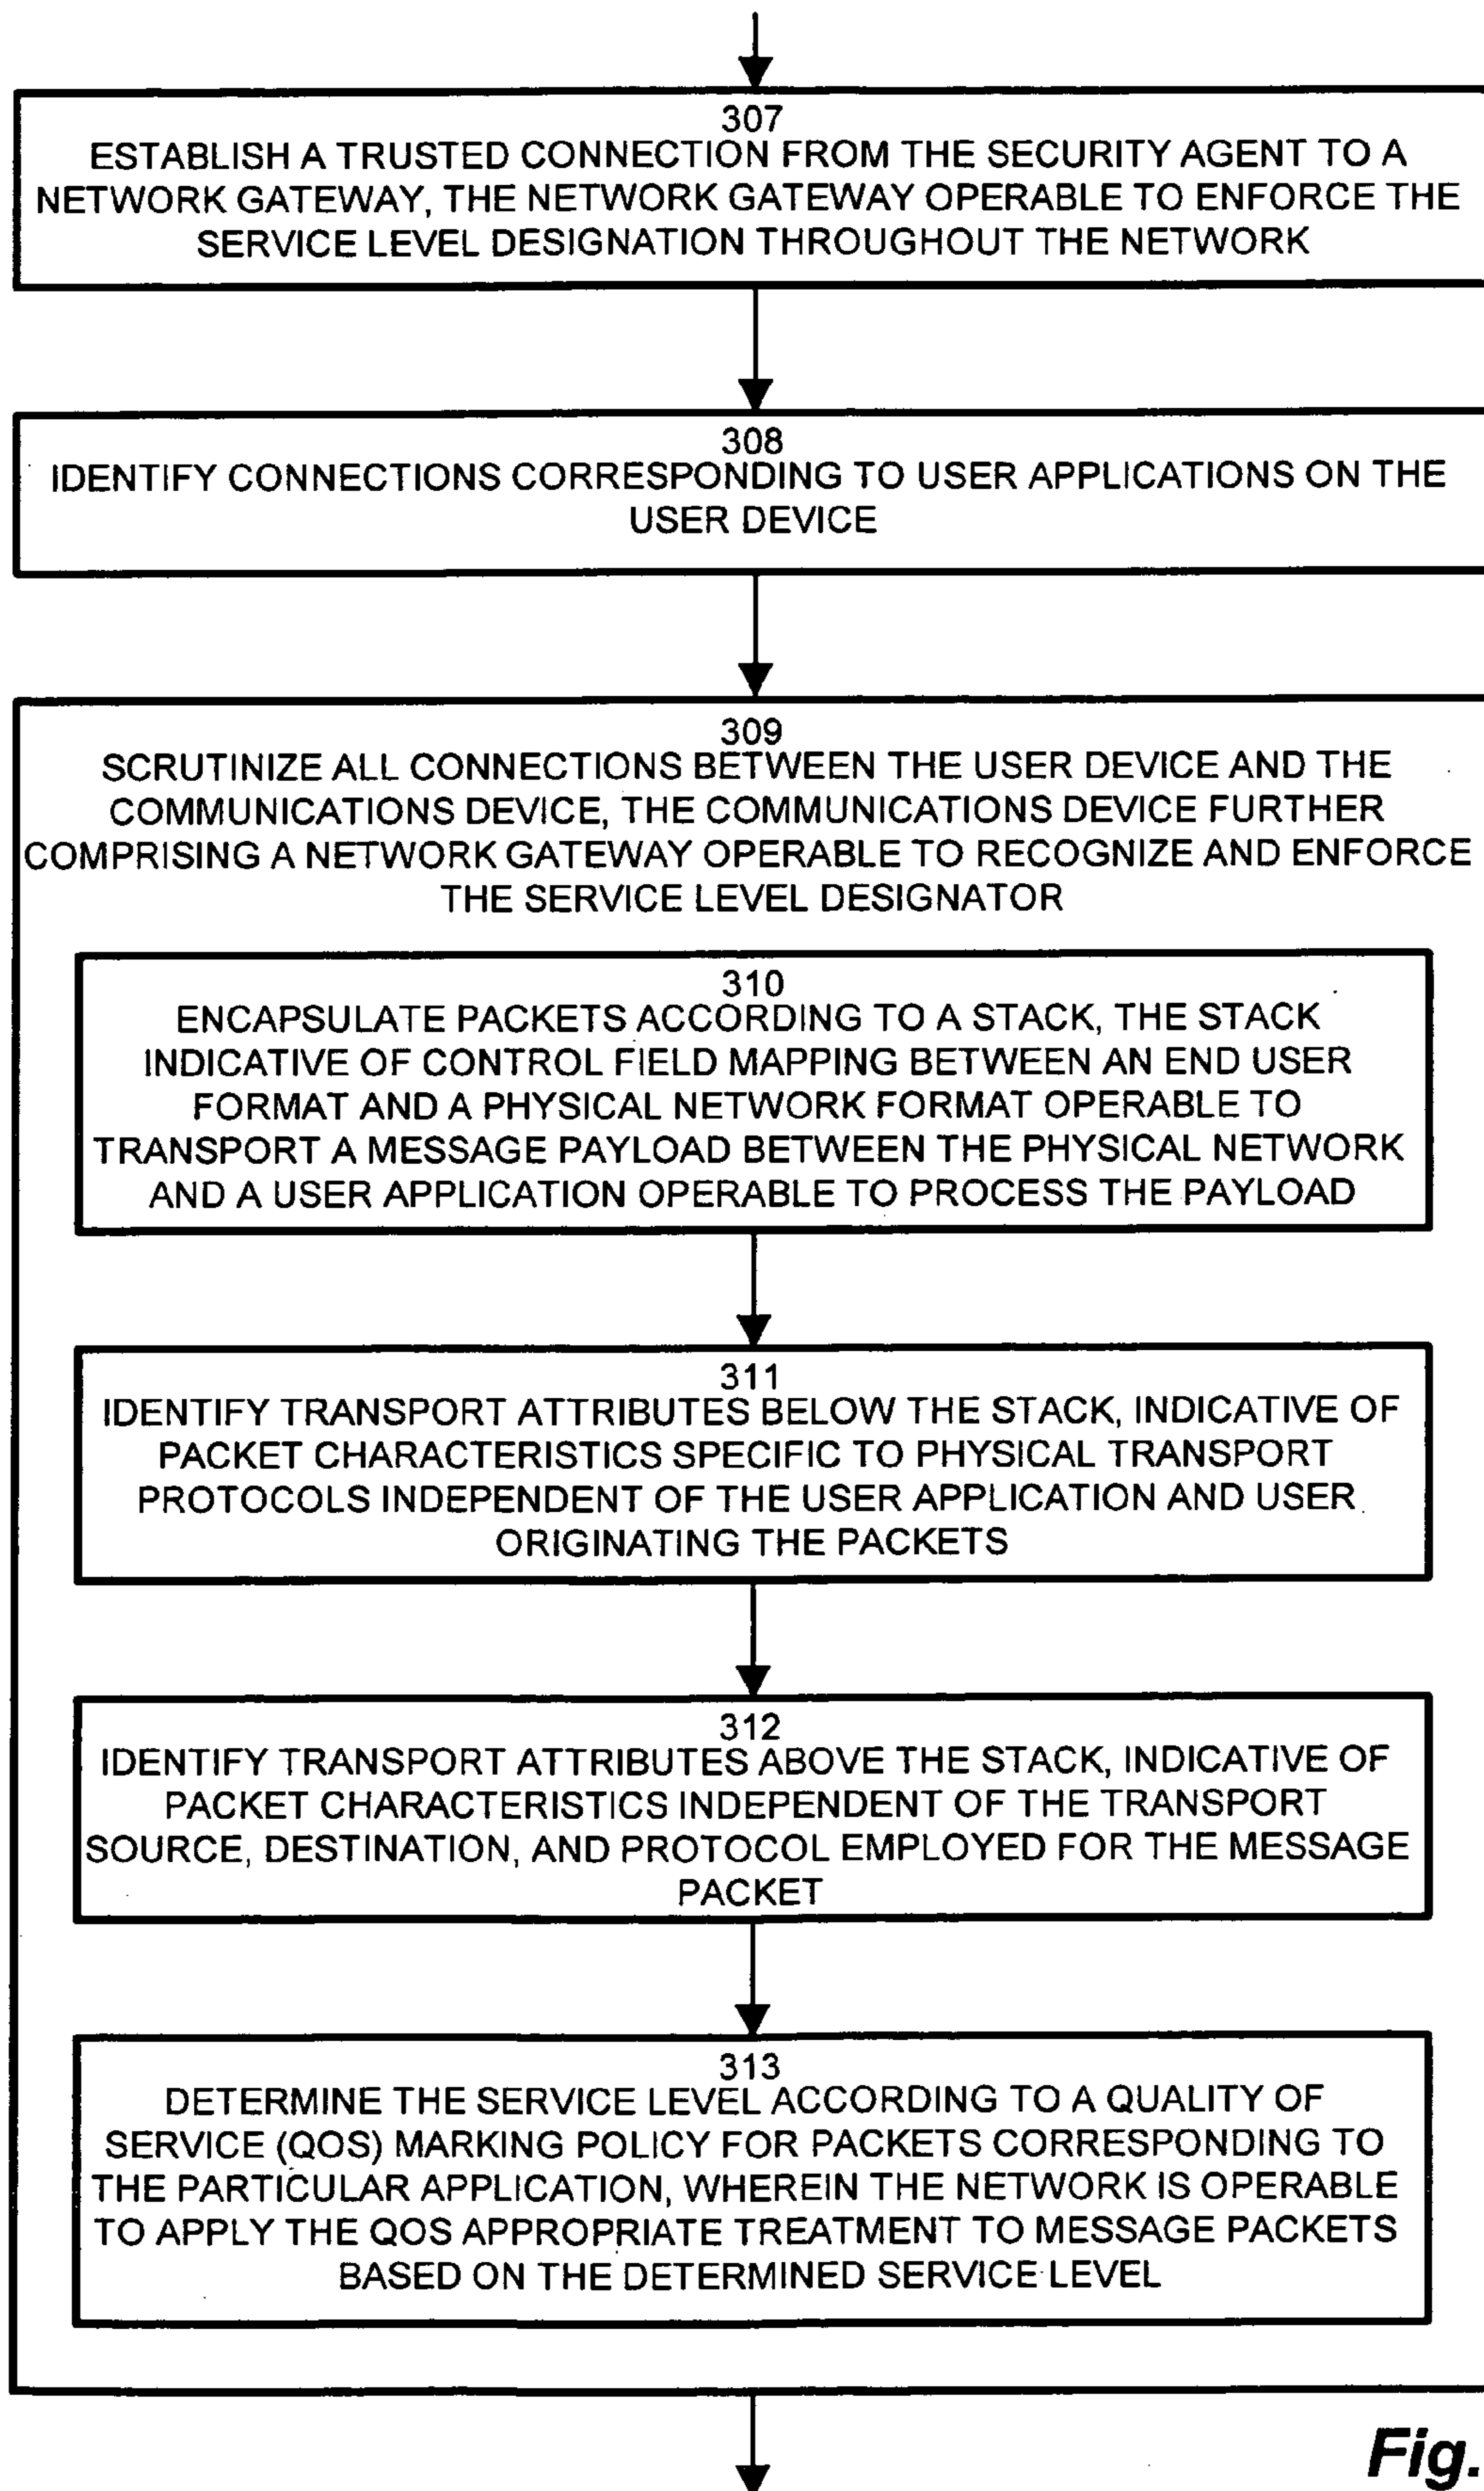 307
ESTABLISH A TRUSTED CONNECTION FROM THE SECURITY AGENT TO A
NETWORK GATEWAY, THE NETWORK GATEWAY OPERABLE TO ENFORCE THE
SERVICE LEVEL DESIGNATION THROUGHOUT THE NETWORK
308
IDENTIFY CONNECTIONS CORRESPONDING TO USER APPLICATIONS ON THE
USER DEVICE
309
SCRUTINIZE ALL CONNECTIONS BETWEEN THE USER DEVICE AND THE
COMMUNICATIONS DEVICE, THE COMMUNICATIONS DEVICE FURTHER
COMPRISING A NETWORK GATEWAY OPERABLE TO RECOGNIZE AND ENFORCE
THE SERVICE LEVEL DESIGNATOR
310
ENCAPSULATE PACKETS ACCORDING TO A STACK, THE STACK
INDICATIVE OF CONTROL FIELD MAPPING BETWEEN AN END USER
FORMAT AND A PHYSICAL NETWORK FORMAT OPERABLE TO
TRANSPORT A MESSAGE PAYLOAD BETWEEN THE PHYSICAL NETWORK
AND A USER APPLICATION OPERABLE TO PROCESS THE PAYLOAD
311
IDENTIFY TRANSPORT ATTRIBUTES BELOW THE STACK, INDICATIVE OF
PACKET CHARACTERISTICS SPECIFIC TO PHYSICAL TRANSPORT
PROTOCOLS INDEPENDENT OF THE USER APPLICATION AND USER
ORIGINATING THE PACKETS
312
IDENTIFY TRANSPORT ATTRIBUTES ABOVE THE STACK, INDICATIVE OF
PACKET CHARACTERISTICS INDEPENDENT OF THE TRANSPORT
SOURCE, DESTINATION, AND PROTOCOL EMPLOYED FOR THE MESSAGE
PACKET
313
DETERMINE THE SERVICE LEVEL ACCORDING TO A QUALITY OF
SERVICE (QOS) MARKING POLICY FOR PACKETS CORRESPONDING TO
THE PARTICULAR APPLICATION, WHEREIN THE NETWORK IS OPERABLE
TO APPLY THE QOS APPROPRIATE TREATMENT TO MESSAGE PACKETS
BASED ON THE DETERMINED SERVICE LEVEL
Fig.